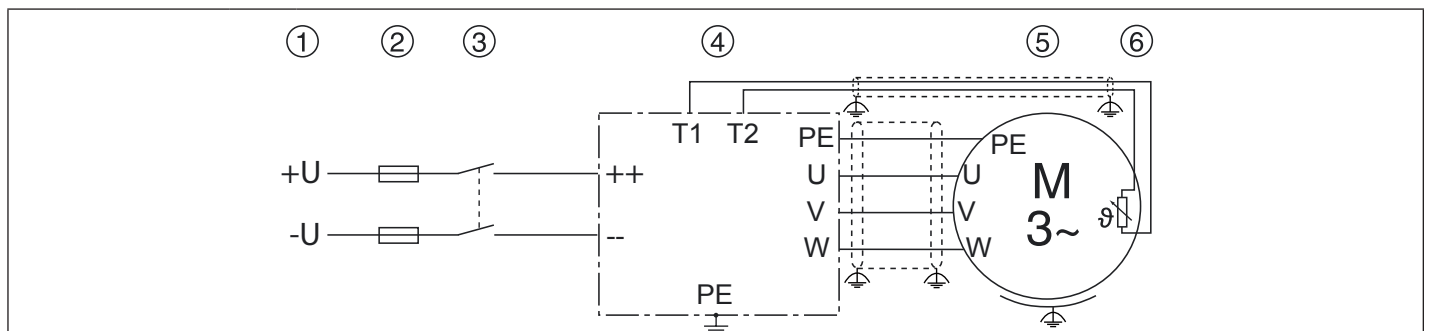 ① ② ③ ④ ⑤ ⑥
T1 T2
PE PE
+U ++ U U
M
V V
3~ ϑ
-U -- W W
PE